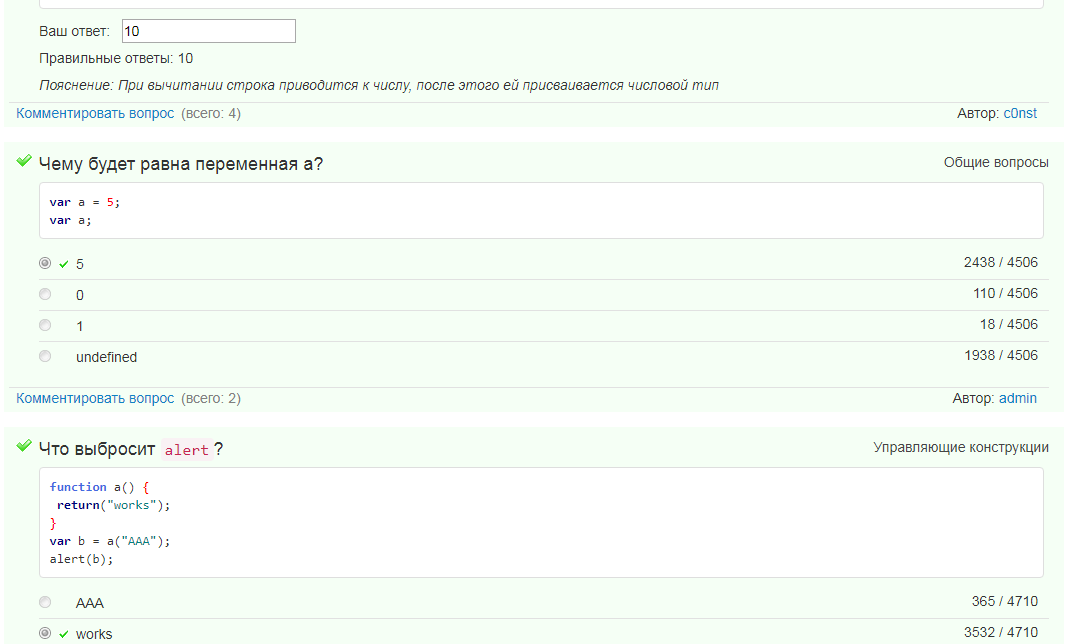 Ваш ответ: 10
Правильные ответы: 10
Пояснение: При вычитании строка приводится к числу, после этого ей присваивается числовой тип
Комментировать вопрос (всего: 4) Автор: c0nst
Чему будет равна переменная a? Общие вопросы
var a = 5;
var a;
5 2438 / 4506
0 110 / 4506
1 18 / 4506
undefined 1938 / 4506
Комментировать вопрос (всего: 2) Автор: admin
Что выбросит alert? Управляющие конструкции
function a() {
return("works");
}
var b = a("AAA");
alert(b);
AAA 365 / 4710
works 3532 / 4710